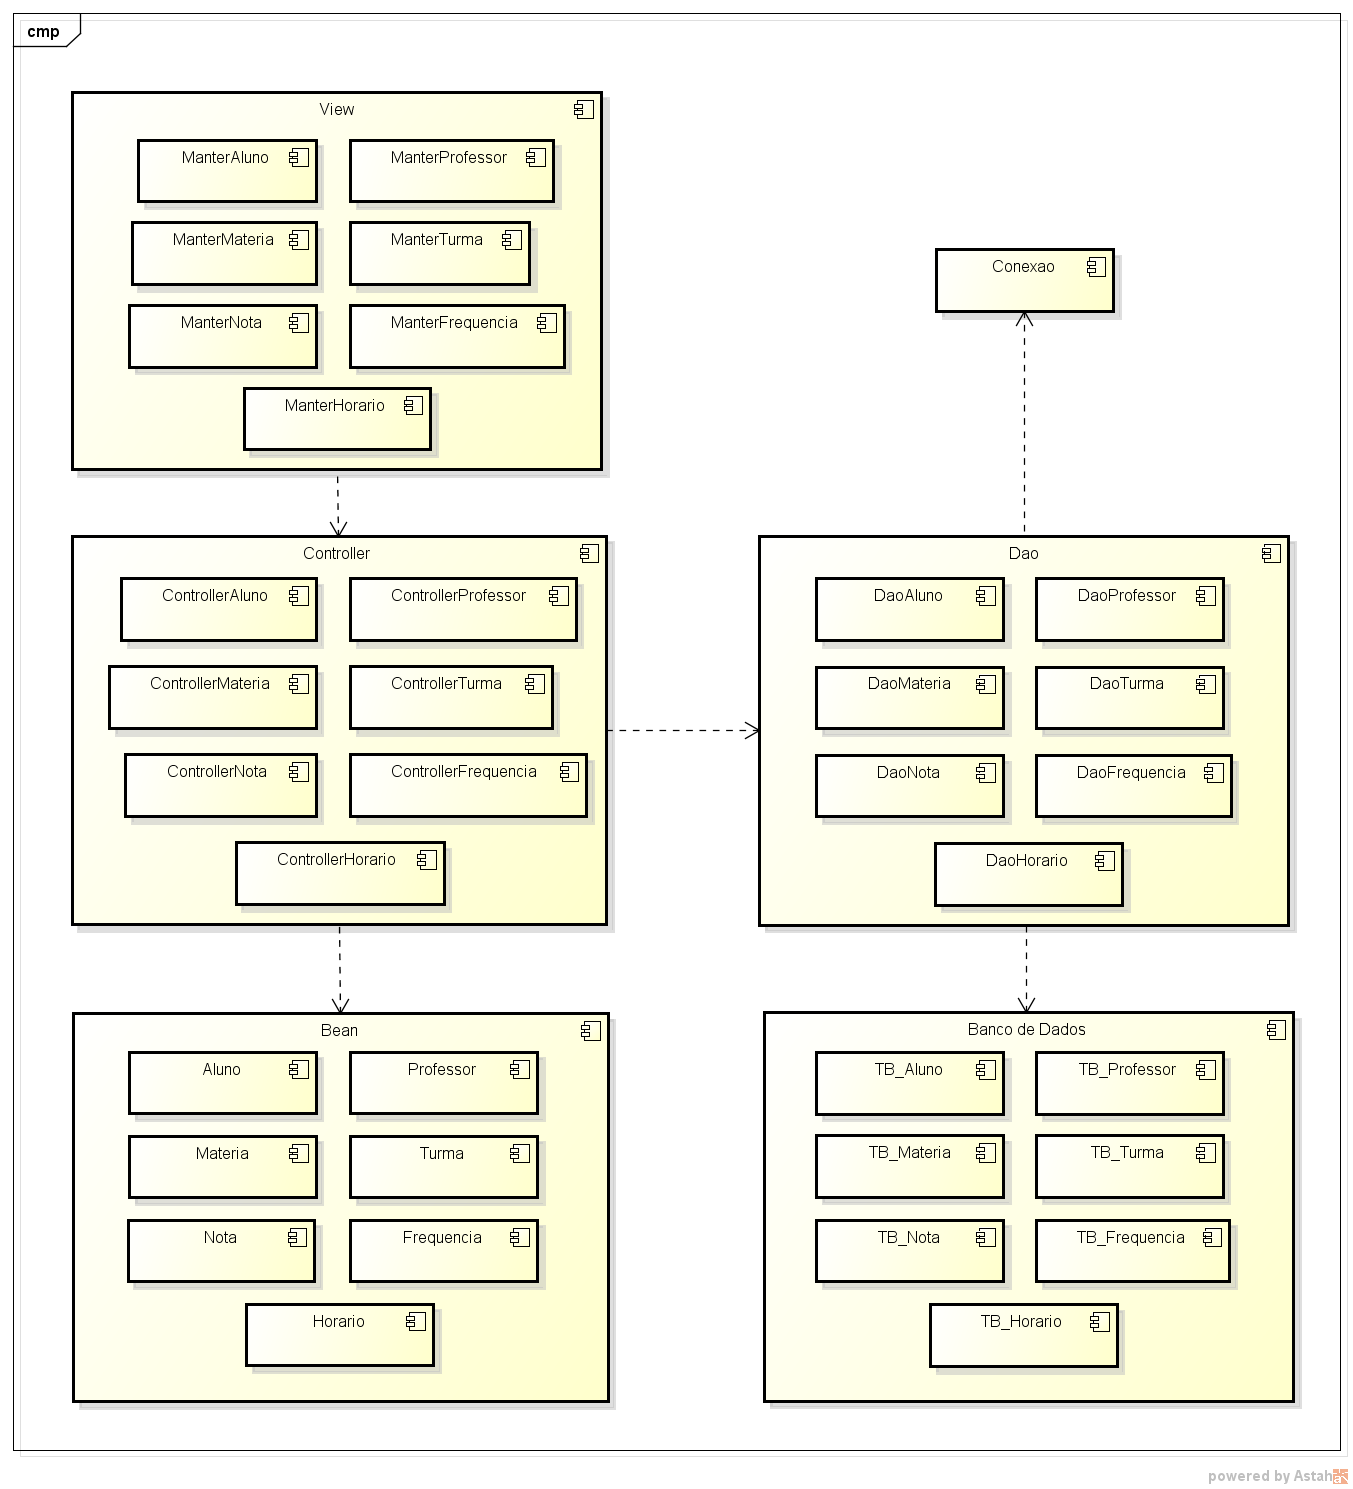 cmp
View
ManterAluno
ManterProfessor
ManterMateria
ManterTurma
ManterNota
ManterFrequencia
ManterHorario
Conexao
Controller
ControllerAluno
ControllerProfessor
ControllerMateria
ControllerTurma
ControllerNota
ControllerFrequencia
ControllerHorario
Dao
DaoAluno
DaoProfessor
DaoMateria
DaoTurma
DaoNota
DaoFrequencia
DaoHorario
Bean
Aluno
Professor
Materia
Turma
Nota
Frequencia
Horario
Banco de Dados
TB_Aluno
TB_Professor
TB_Materia
TB_Turma
TB_Nota
TB_Frequencia
TB_Horario
powered by Astah